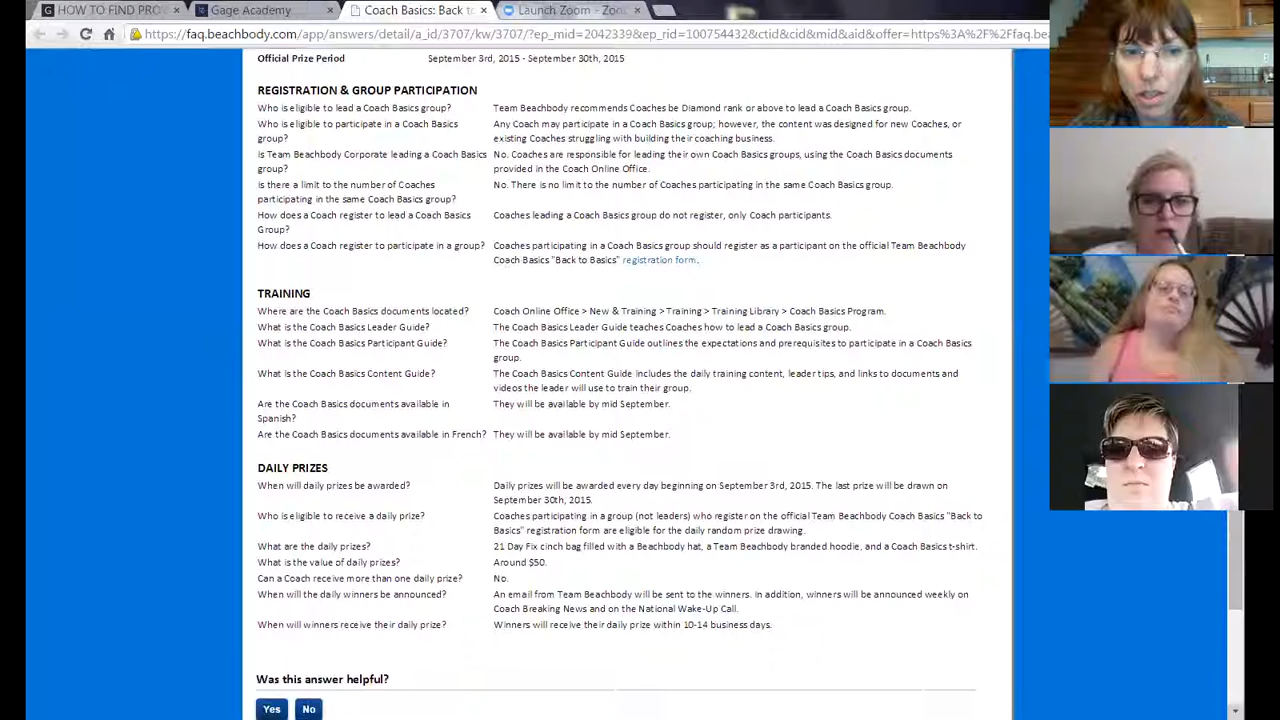 HOW TO FIND PRO
Gage Academy
Coach Basics: Back to
Launch Zoom - Zoo
https://faq.beachbody.com/app/answers/detail/a_id/3707/kw/3707/?ep_mid=2042339&ep_rid=100754432&ctid&cid&mid&aid&offer=https%3A%2F%2Ffaq.bea
Official Prize Period September 3rd, 2015 - September 30th, 2015
REGISTRATION & GROUP PARTICIPATION
Who is eligible to lead a Coach Basics group? Team Beachbody recommends Coaches be Diamond rank or above to lead a Coach Basics group.
Who is eligible to participate in a Coach Basics Any Coach may participate in a Coach Basics group; however, the content was designed for new Coaches, or
group? existing Coaches struggling with building their coaching business.
Is Team Beachbody Corporate leading a Coach Basics No. Coaches are responsible for leading their own Coach Basics groups, using the Coach Basics documents
group? provided in the Coach Online Office.
Is there a limit to the number of Coaches No. There is no limit to the number of Coaches participating in the same Coach Basics group.
participating in the same Coach Basics group?
How does a Coach register to lead a Coach Basics Coaches leading a Coach Basics group do not register, only Coach participants.
Group?
How does a Coach register to participate in a group? Coaches participating in a Coach Basics group should register as a participant on the official Team Beachbody
Coach Basics "Back to Basics" registration form.
TRAINING
Where are the Coach Basics documents located? Coach Online Office > New & Training > Training > Training Library > Coach Basics Program.
What is the Coach Basics Leader Guide? The Coach Basics Leader Guide teaches Coaches how to lead a Coach Basics group.
What is the Coach Basics Participant Guide? The Coach Basics Participant Guide outlines the expectations and prerequisites to participate in a Coach Basics
group.
What is the Coach Basics Content Guide? The Coach Basics Content Guide includes the daily training content, leader tips, and links to documents and
videos the leader will use to train their group.
Are the Coach Basics documents available in They will be available by mid September.
Spanish?
Are the Coach Basics documents available in French? They will be available by mid September.
DAILY PRIZES
When will daily prizes be awarded? Daily prizes will be awarded every day beginning on September 3rd, 2015. The last prize will be drawn on
September 30th, 2015.
Who is eligible to receive a daily prize? Coaches participating in a group (not leaders) who register on the official Team Beachbody Coach Basics "Back to
Basics" registration form are eligible for the daily random prize drawing.
What are the daily prizes? 21 Day Fix cinch bag filled with a Beachbody hat, a Team Beachbody branded hoodie, and a Coach Basics t-shirt.
What is the value of daily prizes? Around $50.
Can a Coach receive more than one daily prize? No.
When will the daily winners be announced? An email from Team Beachbody will be sent to the winners. In addition, winners will be announced weekly on
Coach Breaking News and on the National Wake-Up Call.
When will winners receive their daily prize? Winners will receive their daily prize within 10-14 business days.
Was this answer helpful?
Yes No